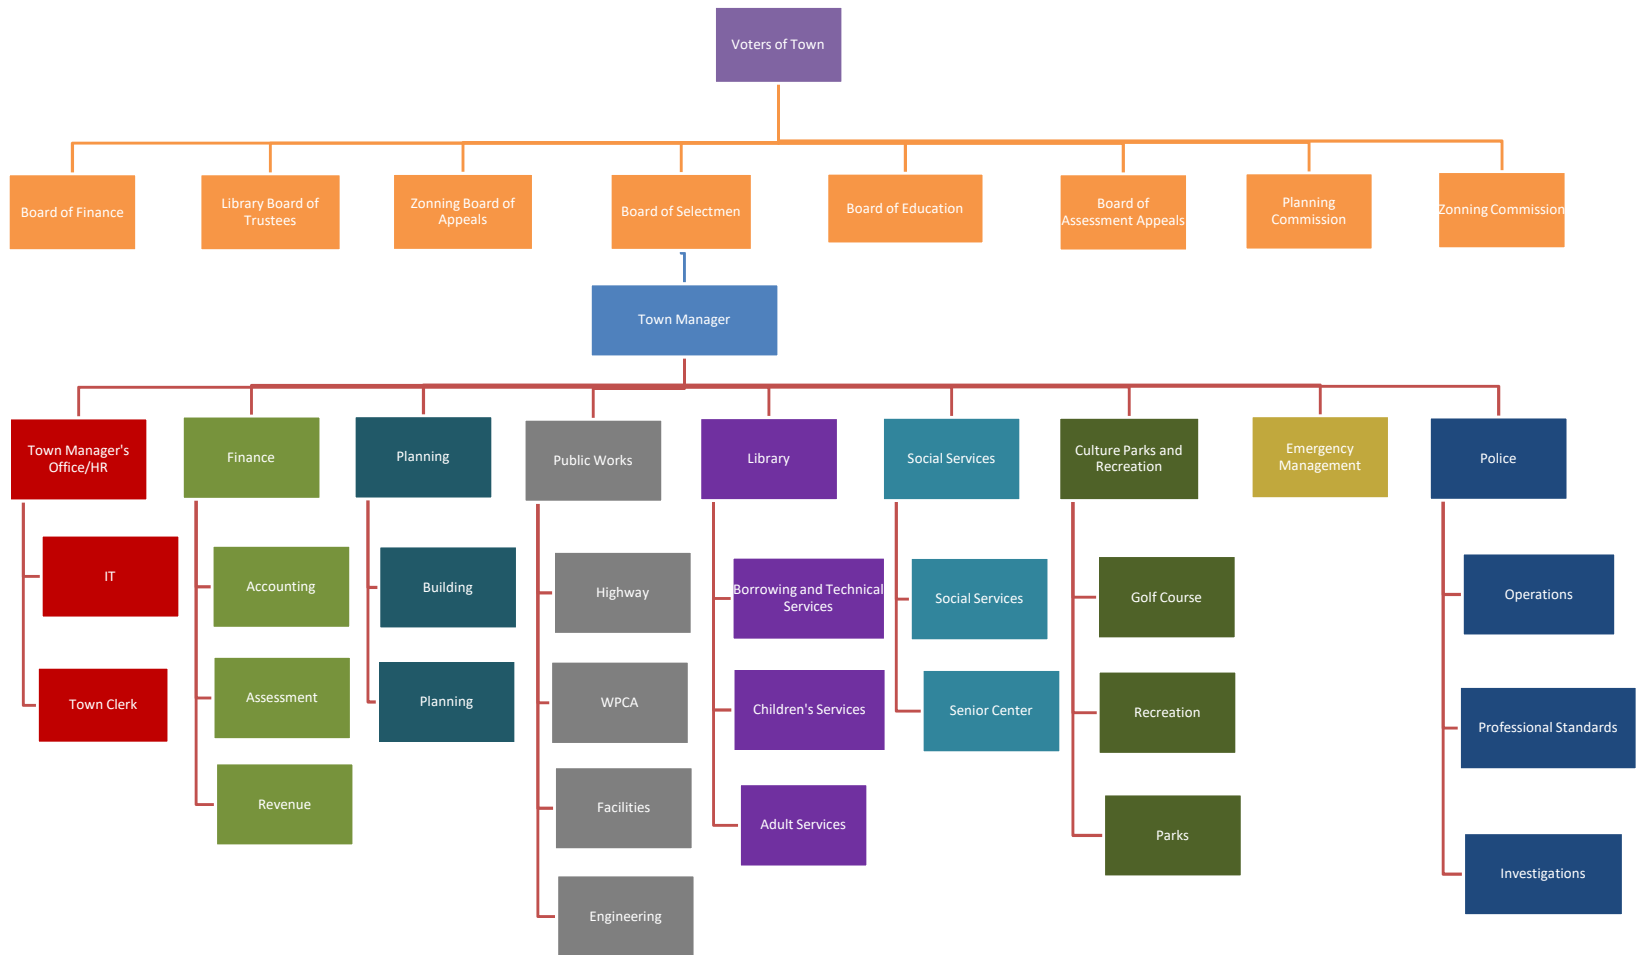 Voters of Town
Board of Finance
Library Board of
Trustees
Zonning Board of
Appeals
Board of Selectmen
Board of Education
Board of
Assessment Appeals
Planning
Commission
Zonning Commission
Town Manager
Town Manager's
Office/HR
Finance
Planning
Public Works
Library
Social Services
Culture Parks and
Recreation
Emergency
Management
Police
IT
Town Clerk
Accounting
Assessment
Revenue
Building
Planning
Highway
WPCA
Facilities
Engineering
Borrowing and Technical
Services
Children's Services
Adult Services
Social Services
Senior Center
Golf Course
Recreation
Parks
Operations
Professional Standards
Investigations